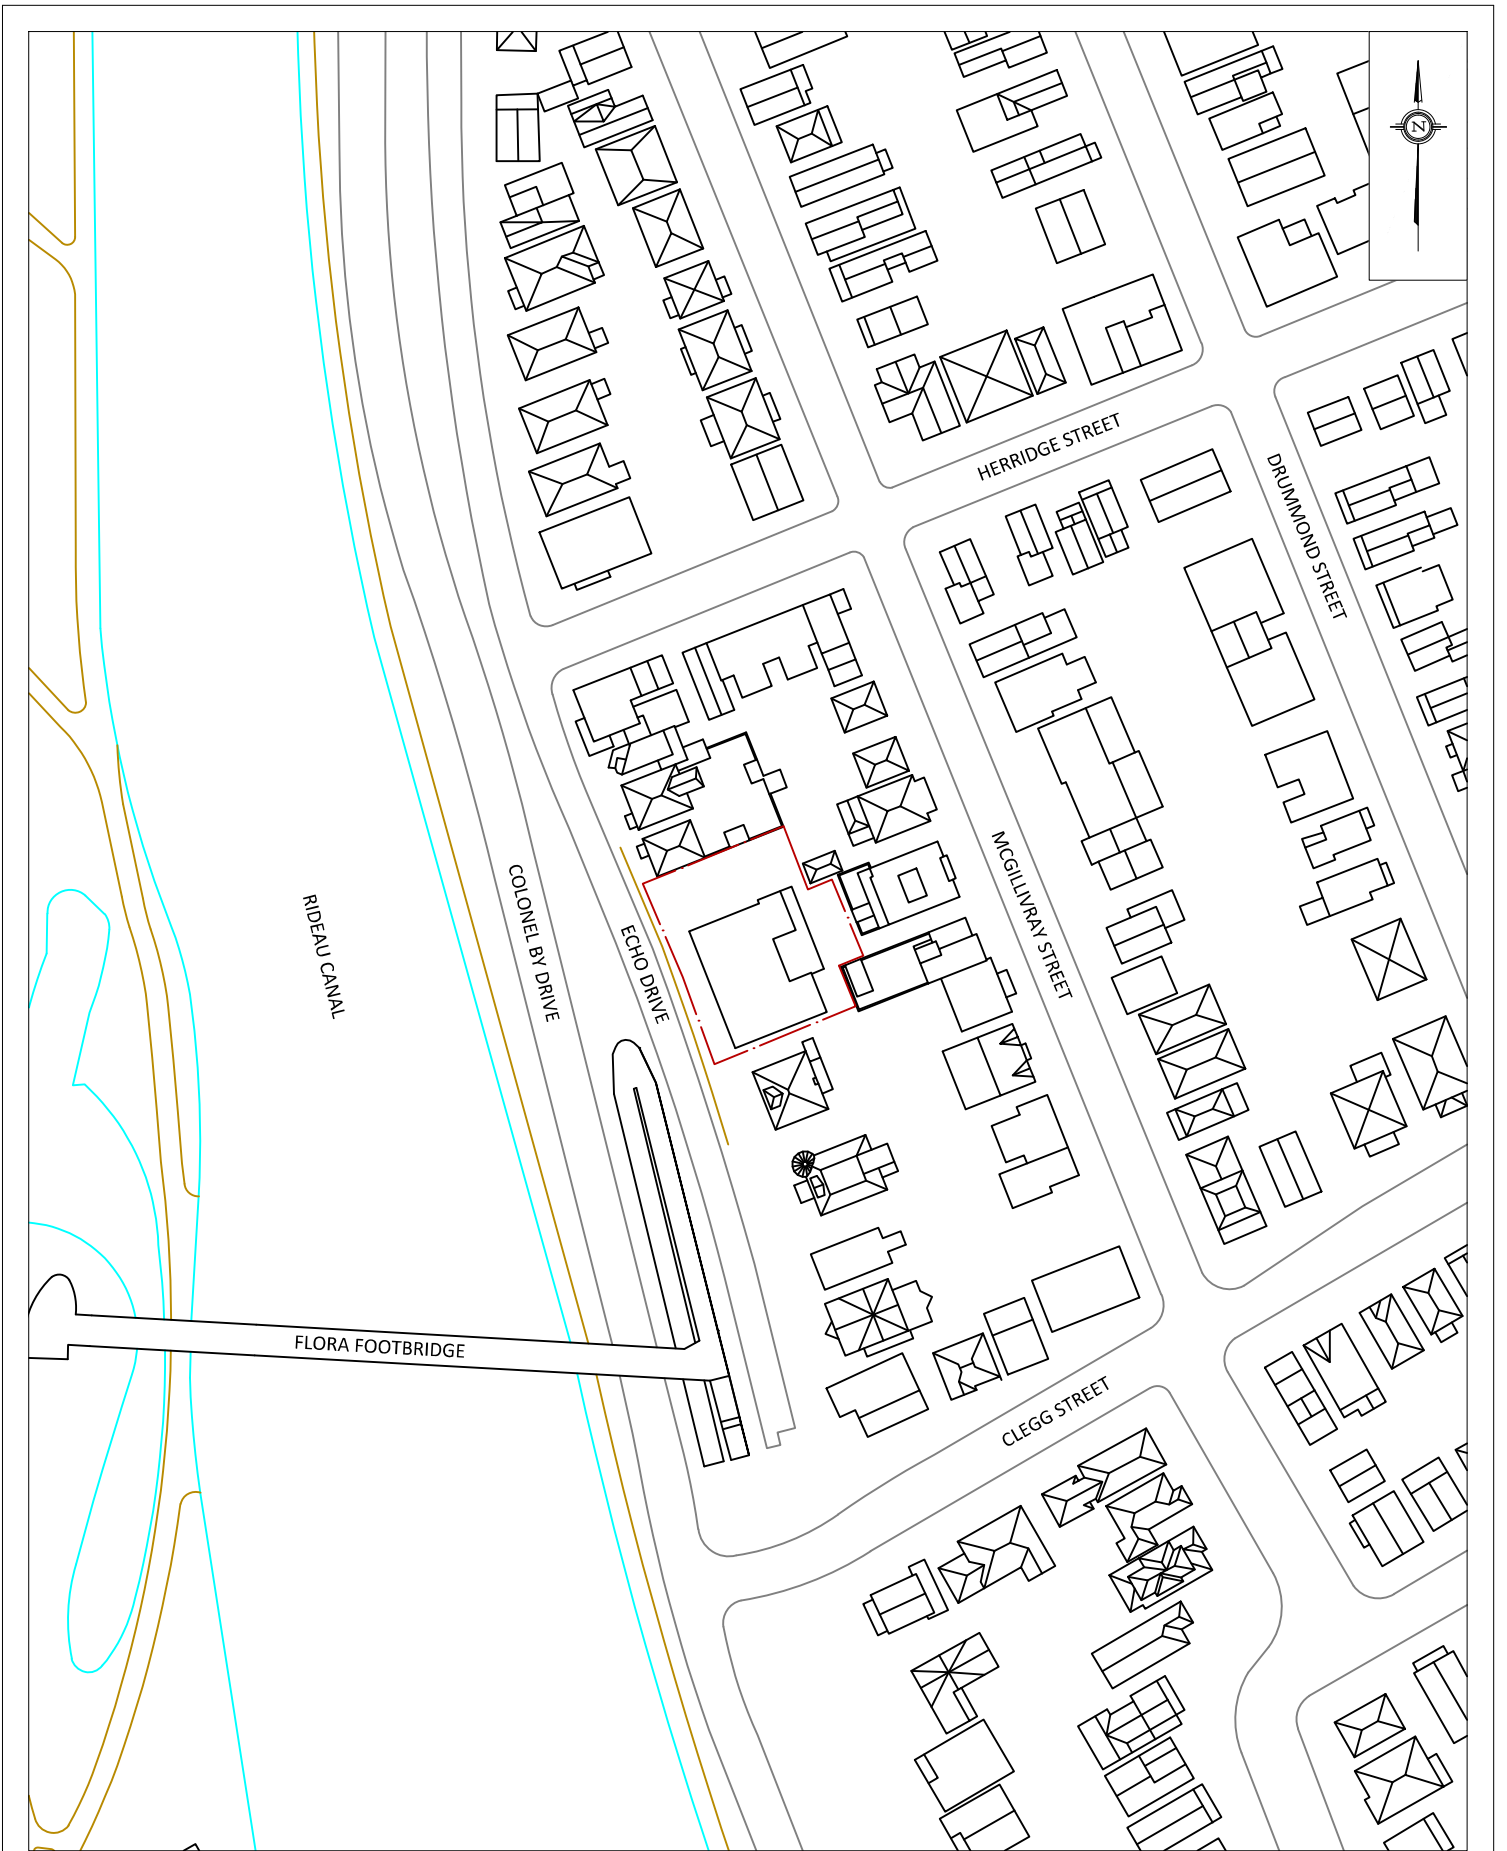 N
HERRIDGE STREET
DRUMMOND STREET
MCGILLIVRAY STREET
RIDEAU CANAL
COLONEL BY DRIVE
ECHO DRIVE
FLORA FOOTBRIDGE
CLEGG STREET